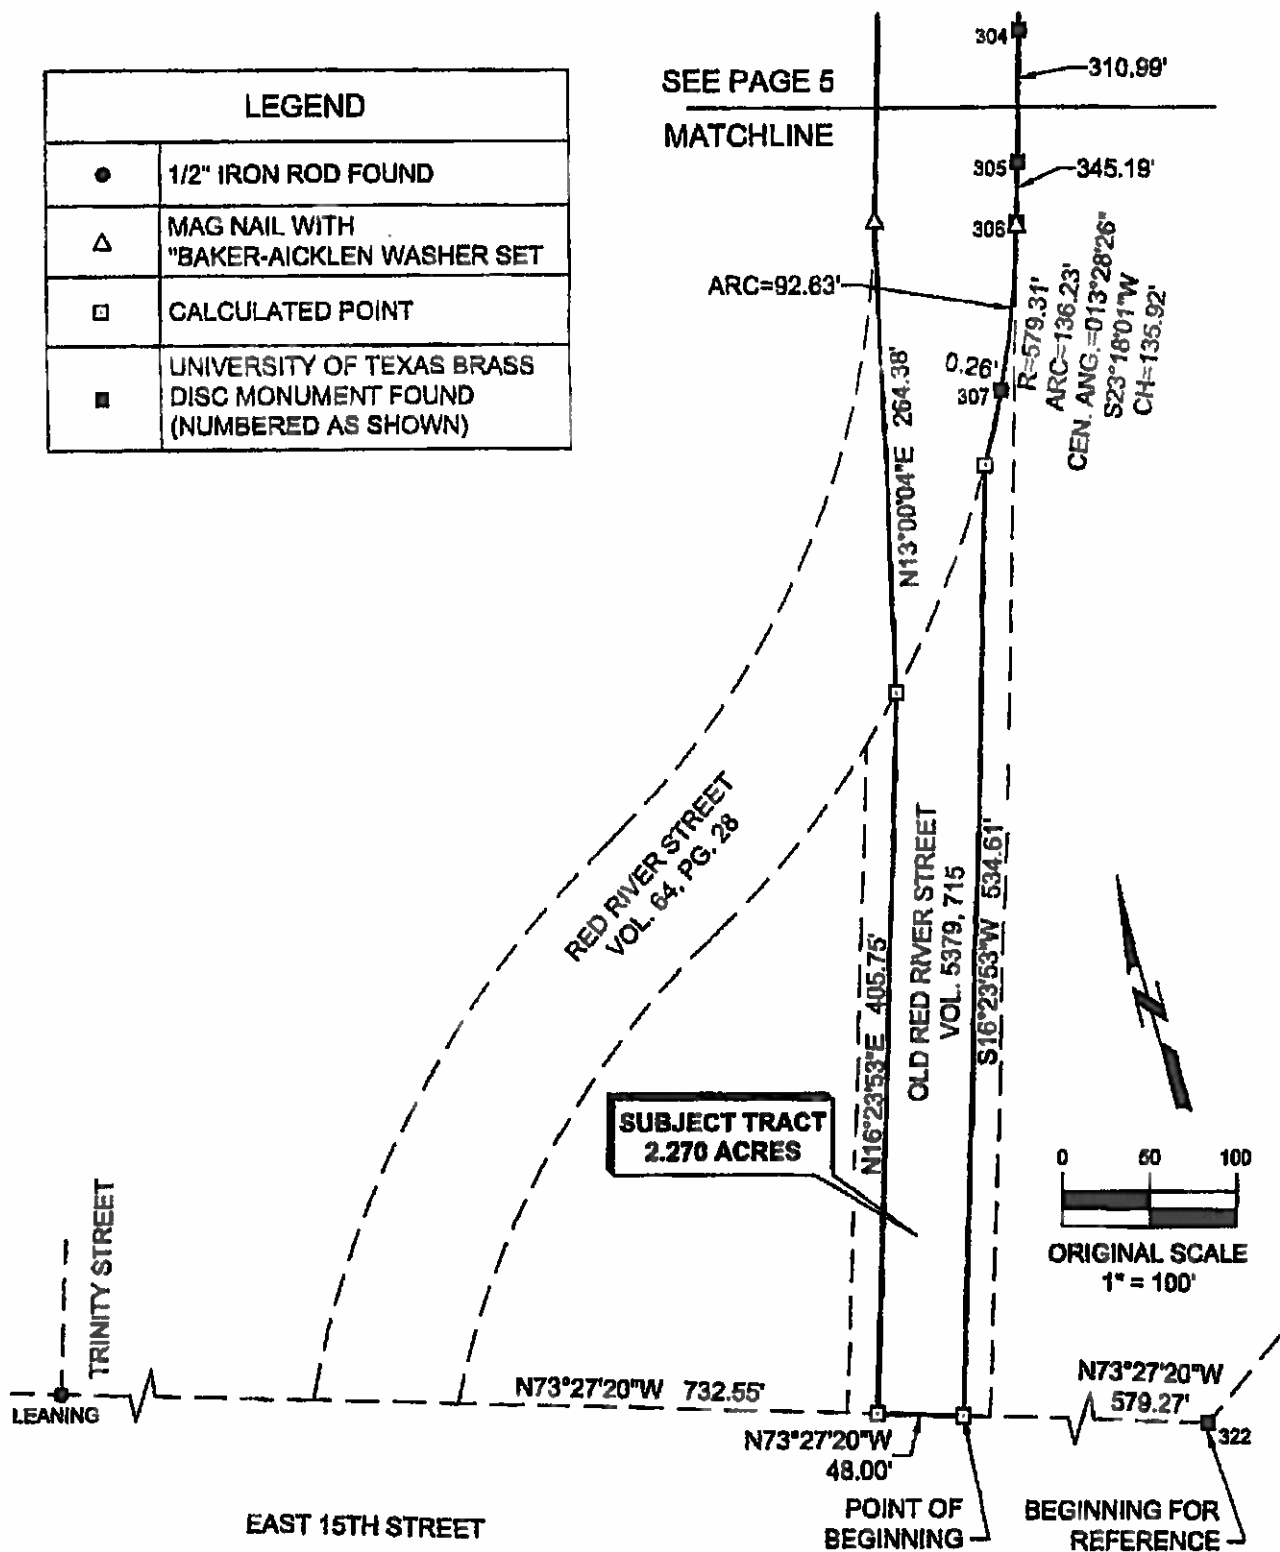 LEGEND
1/2" IRON ROD FOUND
MAG NAIL WITH
"BAKER-AICKLEN WASHER SET
CALCULATED POINT
UNIVERSITY OF TEXAS BRASS
DISC MONUMENT FOUND
(NUMBERED AS SHOWN)
SEE PAGE 5
MATCHLINE
304
310.99'
305
345.19'
306
ARC=92.63'
0.26'
307
R=579.31'
ARC=136.23'
CEN. ANG.=013°28'26"
S23°18'01"W
CH=135.92'
N13°00'04"E 264.38'
RED RIVER STREET
VOL. 64, PG. 28
N16°23'53"E 405.75'
OLD RED RIVER STREET
VOL. 5379, 715
S16°23'53"W 534.61'
SUBJECT TRACT
2.270 ACRES
0 50 100
ORIGINAL SCALE
1" = 100'
TRINITY STREET
LEANING
N73°27'20"W 732.55'
N73°27'20"W
48.00'
N73°27'20"W
579.27'
322
POINT OF
BEGINNING
BEGINNING FOR
REFERENCE
EAST 15TH STREET